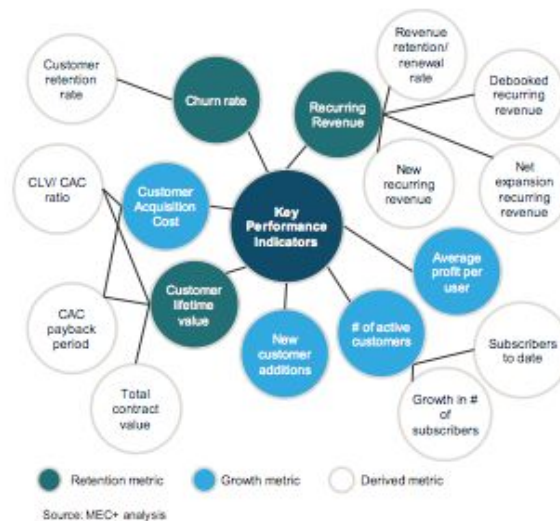 Revenue
retention/
renewal
rate
Customer
retention
rate
Churn rate
Recurring
Revenue
Debooked
recurring
revenue
CLV/ CAC
ratio
Customer
Acquisition
Cost
Key
Performance
Indicators
New
recurring
revenue
Net
expansion
recurring
revenue
Average
profit per
user
CAC
payback
period
Customer
lifetime
value
New
customer
additions
# of active
customers
Subscribers
to date
Total
contract
value
Growth in #
of
subscribers
Retention metric
Growth metric
Derived metric
Source: MEC+ analysis